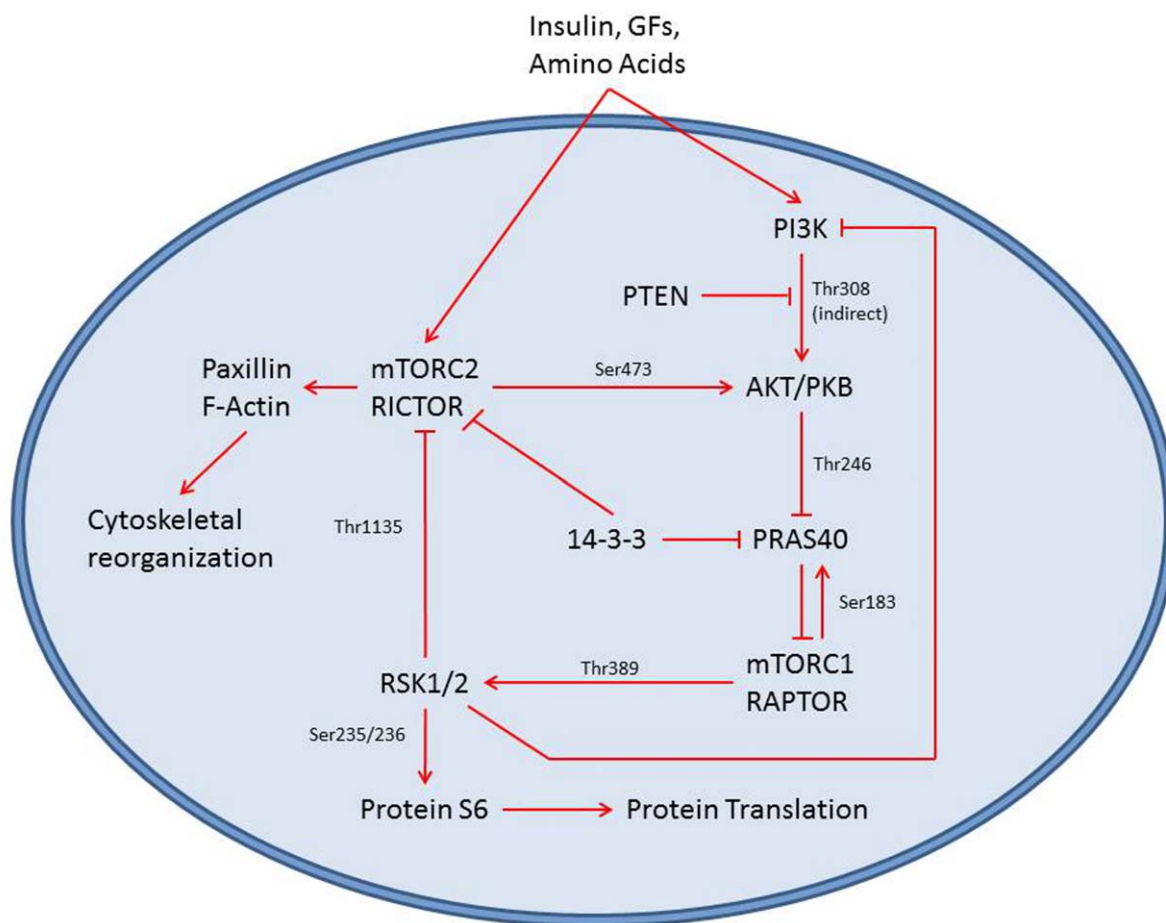 Insulin, GFs,
Amino Acids
PI3K
PTEN
Thr308
(indirect)
Paxillin
F-Actin
mTORC2
RICTOR
Ser473
AKT/PKB
Thr246
Cytoskeletal
reorganization
Thr1135
14-3-3
PRAS40
Ser183
RSK1/2
Thr389
mTORC1
RAPTOR
Ser235/236
Protein S6
Protein Translation